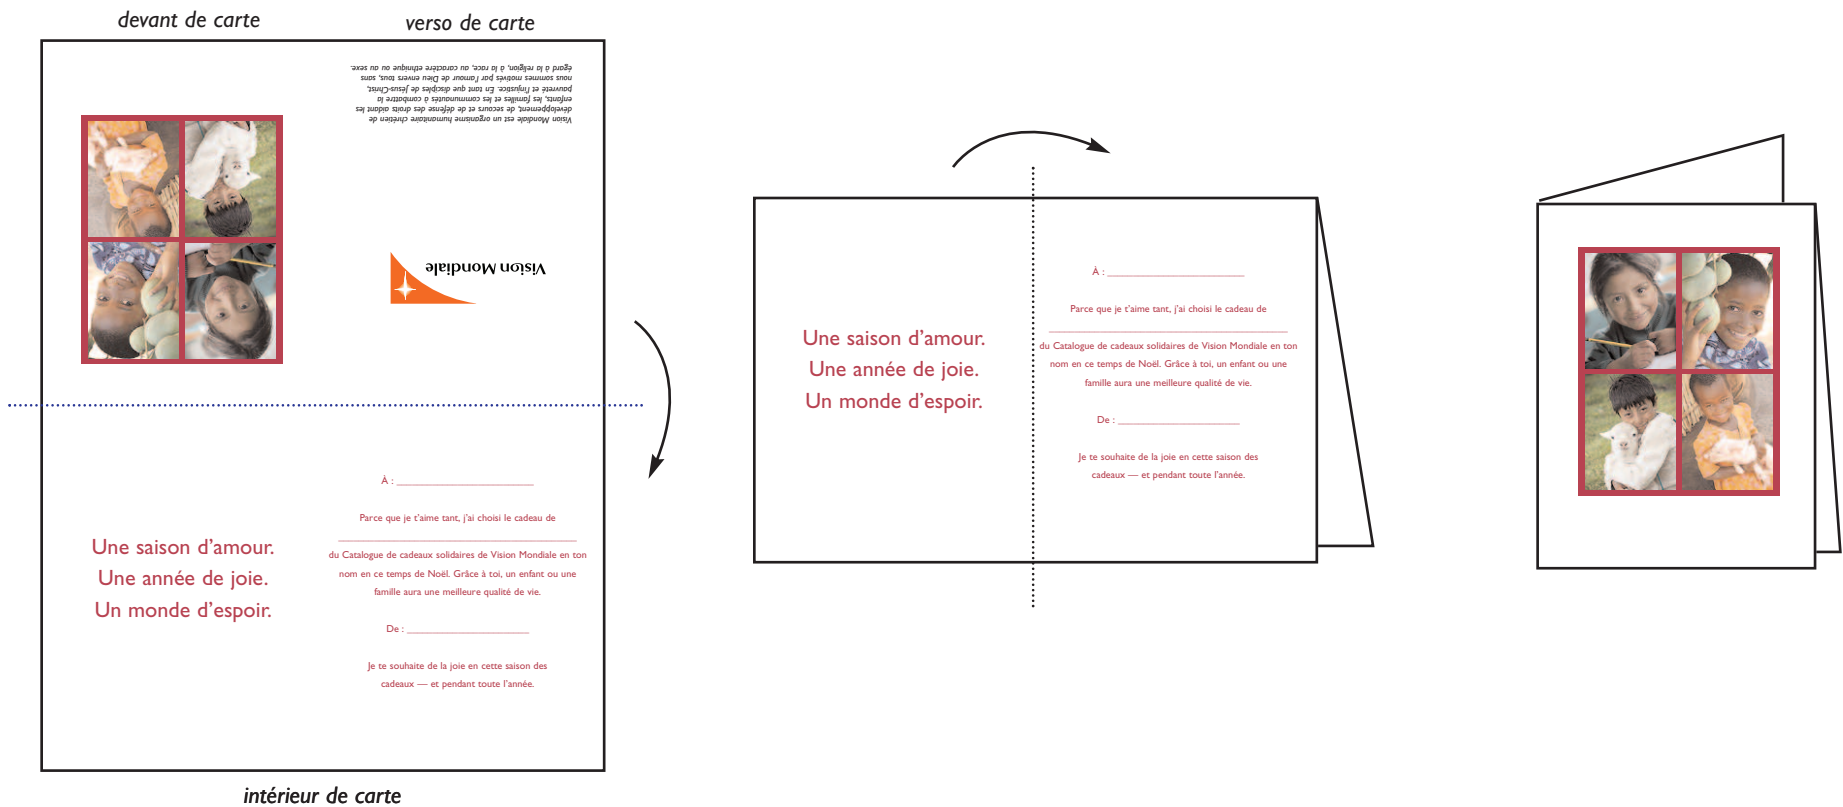 devant de carte
verso de carte
Vision Mondiale est un organisme humanitaire chrétien de
développement, de secours et de défense des droits aidant les
enfants, les familles et les communautés à combattre la
pauvreté et l'injustice. En tant que disciples de Jésus-Christ,
nous sommes motivés par l'amour de Dieu envers tous, sans
égard à la religion, à la race, au caractère ethnique ou au sexe.
Vision Mondiale
Une saison d'amour.
Une année de joie.
Un monde d'espoir.
À : ________________________
Parce que je t'aime tant, j'ai choisi le cadeau de
__________________________________________
du Catalogue de cadeaux solidaires de Vision Mondiale en ton
nom en ce temps de Noël. Grâce à toi, un enfant ou une
famille aura une meilleure qualité de vie.
De : _____________________
Je te souhaite de la joie en cette saison des
cadeaux — et pendant toute l'année.
intérieur de carte
Une saison d'amour.
Une année de joie.
Un monde d'espoir.
À : ________________________
Parce que je t'aime tant, j'ai choisi le cadeau de
__________________________________________
du Catalogue de cadeaux solidaires de Vision Mondiale en ton
nom en ce temps de Noël. Grâce à toi, un enfant ou une
famille aura une meilleure qualité de vie.
De : _____________________
Je te souhaite de la joie en cette saison des
cadeaux — et pendant toute l'année.